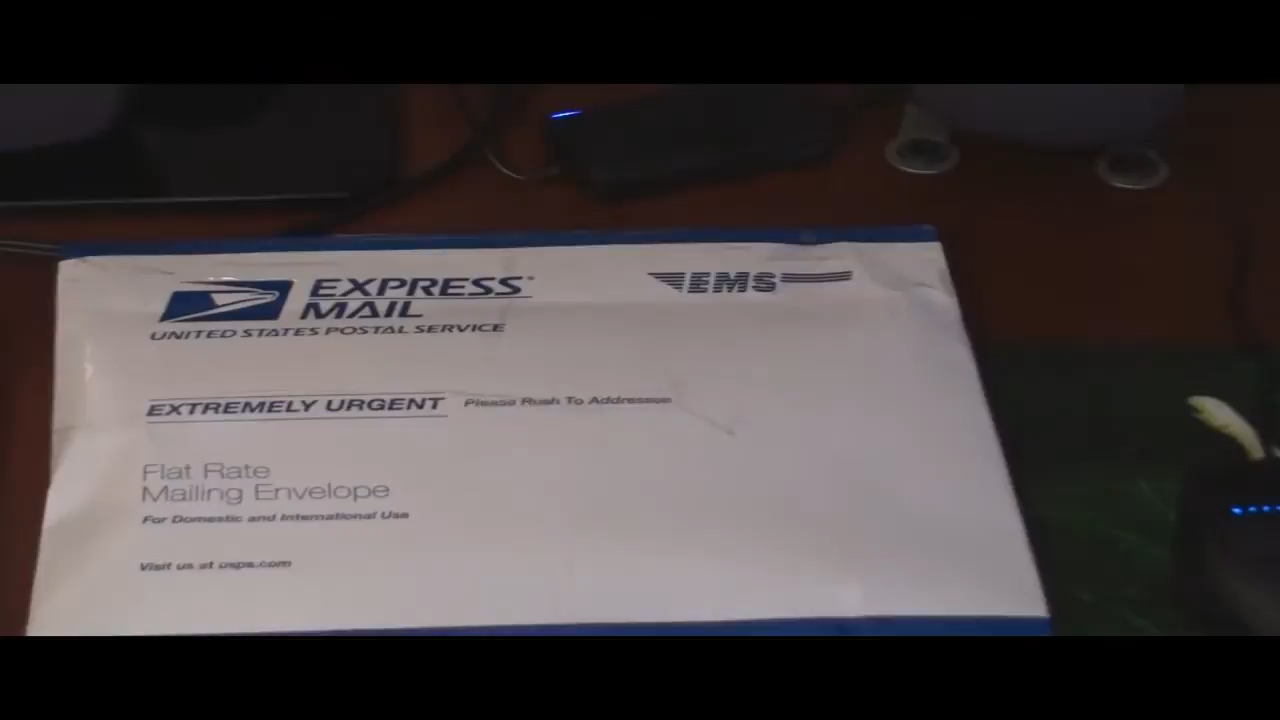 EXPRESS MAIL
UNITED STATES POSTAL SERVICE
EMS
EXTREMELY URGENT Please Rush To Addressee
Flat Rate
Mailing Envelope
For Domestic and International Use
Visit us at usps.com